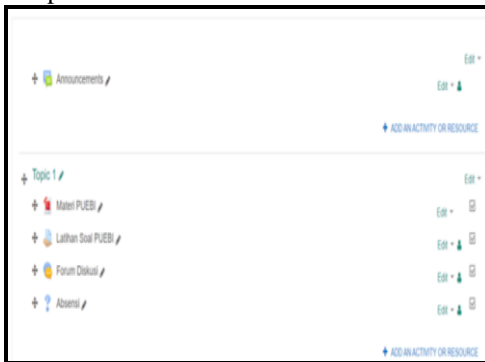 Edit
Announcements
Edit
ADD AN ACTIVITY OR RESOURCE
Topic 1
Edit
Materi PUEBI
Edit
Latihan Soal PUEBI
Edit
Forum Diskusi
Edit
Absensi
Edit
ADD AN ACTIVITY OR RESOURCE